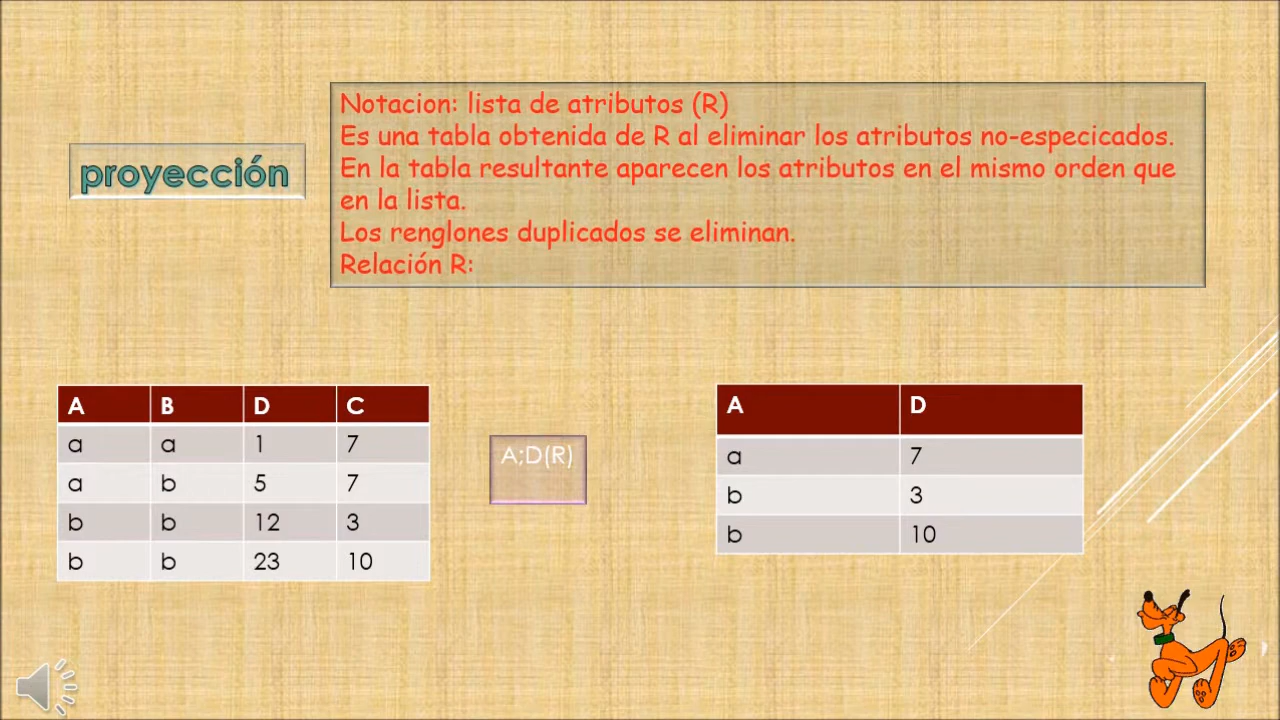 proyección
Notacion: lista de atributos (R)
Es una tabla obtenida de R al eliminar los atributos no-especicados.
En la tabla resultante aparecen los atributos en el mismo orden que
en la lista.
Los renglones duplicados se eliminan.
Relación R:
A B D C
a a 1 7
a b 5 7
b b 12 3
b b 23 10
A;D(R)
A D
a 7
b 3
b 10